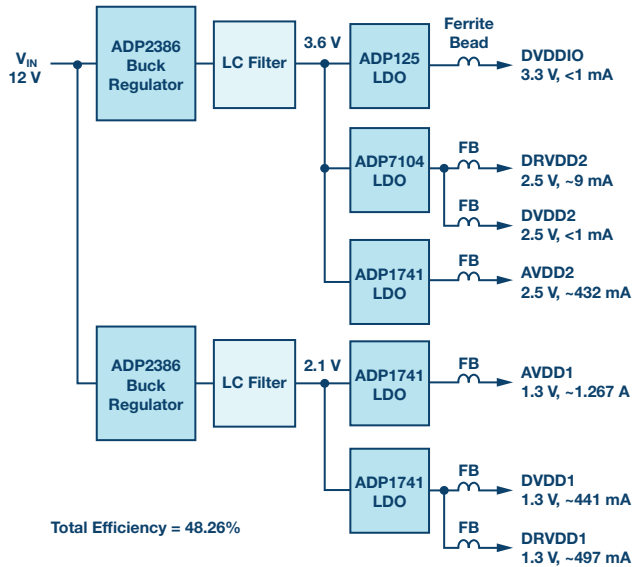 V_IN
12 V
ADP2386
Buck
Regulator
LC Filter
3.6 V
ADP125
LDO
Ferrite
Bead
DVDDIO
3.3 V, <1 mA
ADP7104
LDO
FB
DRVDD2
2.5 V, ~9 mA
FB
DVDD2
2.5 V, <1 mA
ADP1741
LDO
FB
AVDD2
2.5 V, ~432 mA
ADP2386
Buck
Regulator
LC Filter
2.1 V
ADP1741
LDO
FB
AVDD1
1.3 V, ~1.267 A
ADP1741
LDO
FB
DVDD1
1.3 V, ~441 mA
FB
DRVDD1
1.3 V, ~497 mA
Total Efficiency = 48.26%